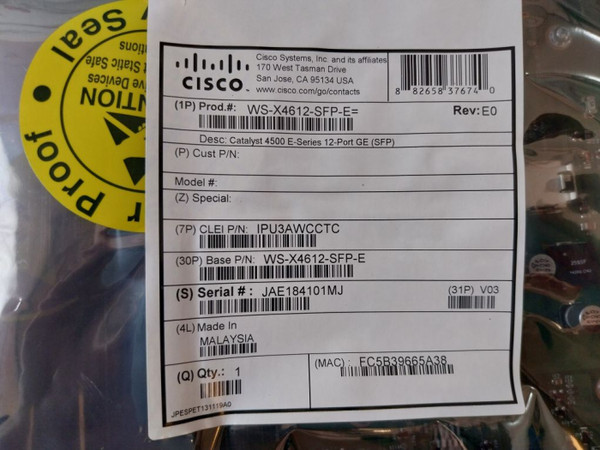 Cisco Systems, Inc. and its affiliates
170 West Tasman Drive
San Jose, CA 95134 USA
www.cisco.com/go/contacts
CISCO
8 82658 37674 0
(1P) Prod.#: WS-X4612-SFP-E=
Rev: E0
Desc: Catalyst 4500 E-Series 12-Port GE (SFP)
(P) Cust P/N:
Model #:
(Z) Special:
(7P) CLEI P/N: IPU3AWCCTC
(30P) Base P/N: WS-X4612-SFP-E
(S) Serial #: JAE184101MJ
(31P) V03
(4L) Made In
MALAYSIA
(Q) Qty.: 1
(MAC): FC5B39665A38
JPESPET131119A0
Seal
Proof